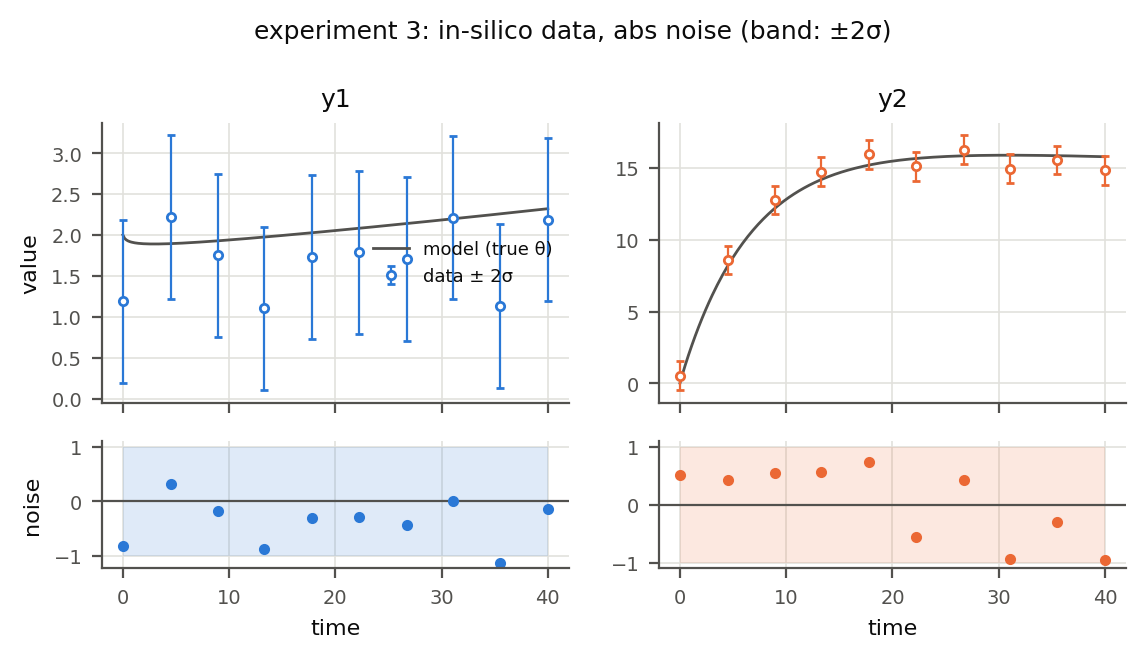 experiment 3: in-silico data, abs noise (band: ±2σ)
y1
y2
value
3.0
2.5
2.0
1.5
1.0
0.5
0.0
model (true θ)
data ± 2σ
15
10
5
0
noise
1
0
−1
0 10 20 30 40
time
1
0
−1
0 10 20 30 40
time